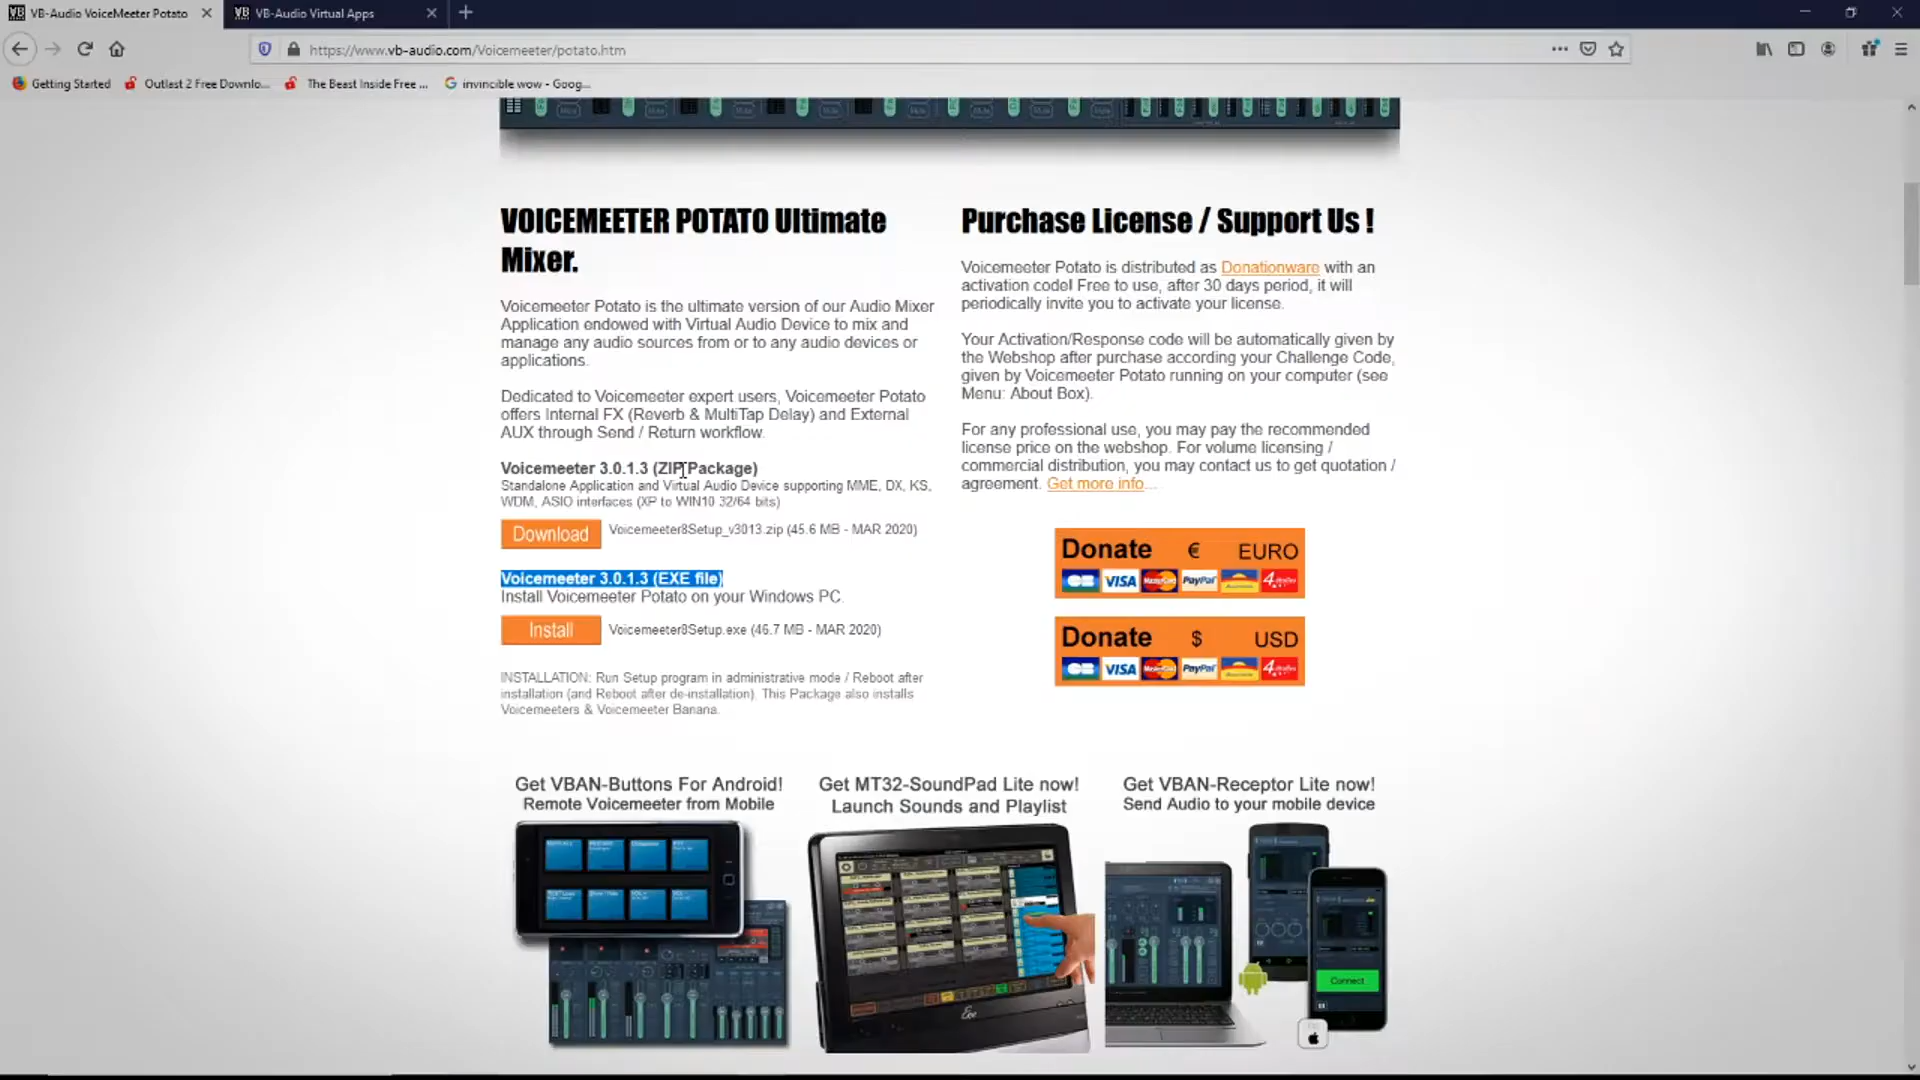 VB-Audio VoiceMeeter Potato
VB-Audio Virtual Apps
https://www.vb-audio.com/Voicemeeter/potato.htm
Getting Started
Outlast 2 Free Downlo...
The Beast Inside Free ...
invincible wow - Goog...
VOICEMEETER POTATO Ultimate
Mixer.
Voicemeeter Potato is the ultimate version of our Audio Mixer
Application endowed with Virtual Audio Device to mix and
manage any audio sources from or to any audio devices or
applications.
Dedicated to Voicemeeter expert users, Voicemeeter Potato
offers Internal FX (Reverb & MultiTap Delay) and External
AUX through Send / Return workflow.
Voicemeeter 3.0.1.3 (ZIP Package)
Standalone Application and Virtual Audio Device supporting MME, DX, KS,
WDM, ASIO interfaces (XP to WIN10 32/64 bits)
Download
Voicemeeter8Setup_v3013.zip (45.6 MB - MAR 2020)
Voicemeeter 3.0.1.3 (EXE file)
Install Voicemeeter Potato on your Windows PC.
Install
Voicemeeter8Setup.exe (46.7 MB - MAR 2020)
INSTALLATION: Run Setup program in administrative mode / Reboot after
installation (and Reboot after de-installation). This Package also installs
Voicemeeters & Voicemeeter Banana.
Purchase License / Support Us !
Voicemeeter Potato is distributed as Donationware with an
activation code! Free to use, after 30 days period, it will
periodically invite you to activate your license.
Your Activation/Response code will be automatically given by
the Webshop after purchase according your Challenge Code,
given by Voicemeeter Potato running on your computer (see
Menu: About Box).
For any professional use, you may pay the recommended
license price on the webshop. For volume licensing /
commercial distribution, you may contact us to get quotation /
agreement. Get more info...
Donate € EURO
VISA MasterCard PayPal
Donate $ USD
VISA MasterCard PayPal
Get VBAN-Buttons For Android!
Remote Voicemeeter from Mobile
Get MT32-SoundPad Lite now!
Launch Sounds and Playlist
Get VBAN-Receptor Lite now!
Send Audio to your mobile device
Connect